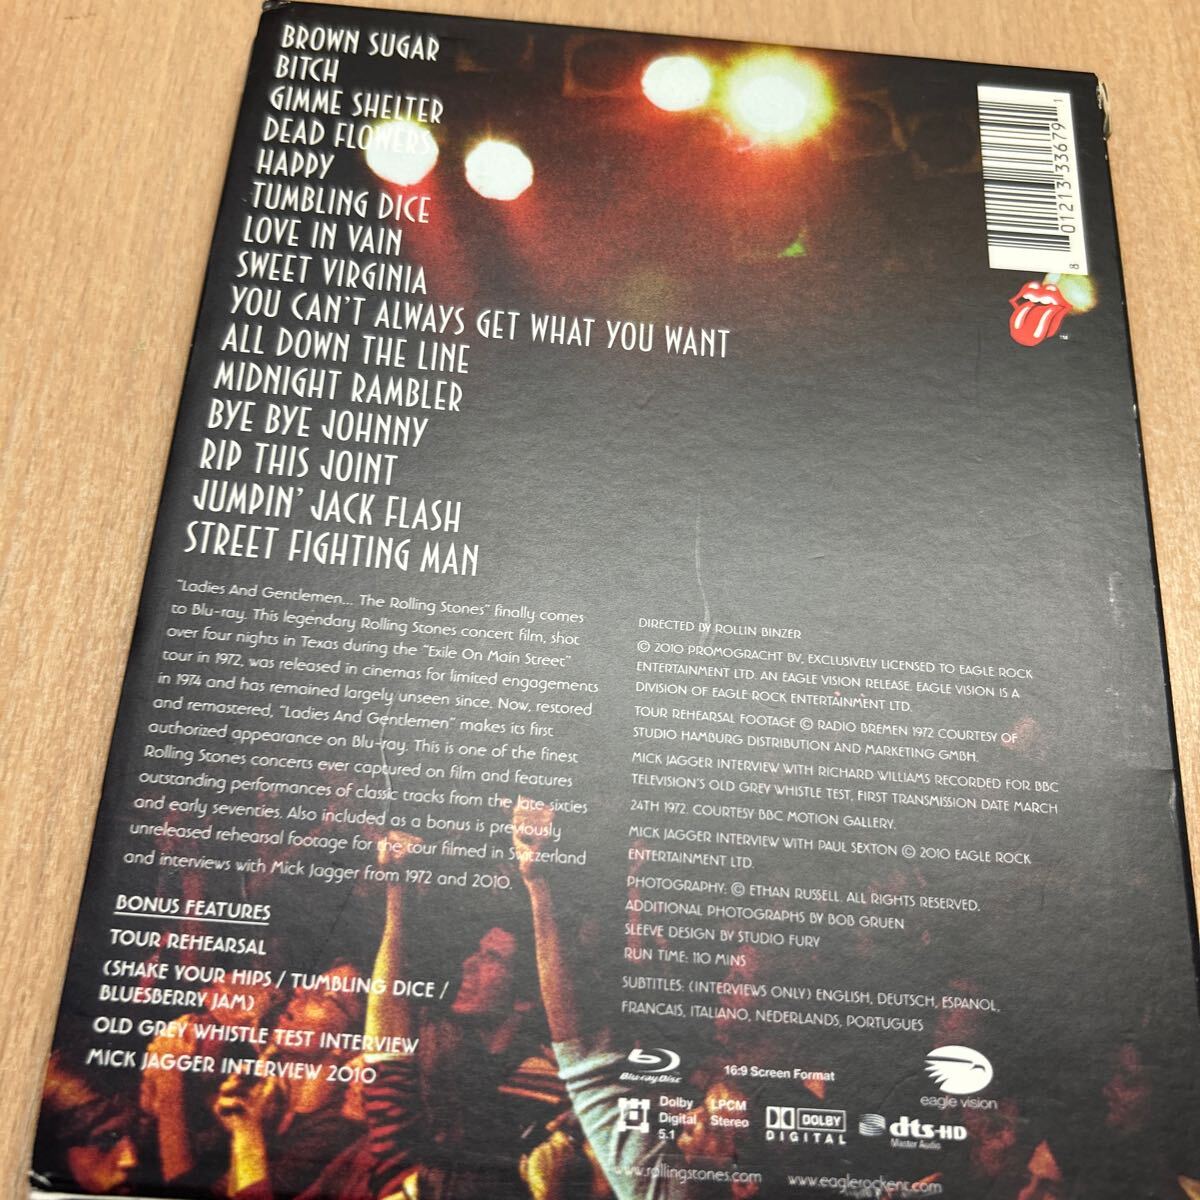 BROWN SUGAR
BITCH
GIMME SHELTER
DEAD FLOWERS
HAPPY
TUMBLING DICE
LOVE IN VAIN
SWEET VIRGINIA
YOU CAN'T ALWAYS GET WHAT YOU WANT
ALL DOWN THE LINE
MIDNIGHT RAMBLER
BYE BYE JOHNNY
RIP THIS JOINT
JUMPIN' JACK FLASH
STREET FIGHTING MAN
"Ladies And Gentlemen... The Rolling Stones" finally comes
to Blu-ray. This legendary Rolling Stones concert film, shot
over four nights in Texas during the "Exile On Main Street"
tour in 1972, was released in cinemas for limited engagements
in 1974 and has remained largely unseen since. Now, restored
and remastered, "Ladies And Gentlemen" makes its first
authorized appearance on Blu-ray. This is one of the finest
Rolling Stones concerts ever captured on film and features
outstanding performances of classic tracks from the late sixties
and early seventies. Also included as a bonus is previously
unreleased rehearsal footage for the tour filmed in Switzerland
and interviews with Mick Jagger from 1972 and 2010.
BONUS FEATURES
TOUR REHEARSAL
(SHAKE YOUR HIPS / TUMBLING DICE /
BLUESBERRY JAM)
OLD GREY WHISTLE TEST INTERVIEW
MICK JAGGER INTERVIEW 2010
8 01213 33679 1
TM
DIRECTED BY ROLLIN BINZER
© 2010 PROMOGRACHT BV, EXCLUSIVELY LICENSED TO EAGLE ROCK
ENTERTAINMENT LTD. AN EAGLE VISION RELEASE. EAGLE VISION IS A
DIVISION OF EAGLE ROCK ENTERTAINMENT LTD.
TOUR REHEARSAL FOOTAGE © RADIO BREMEN 1972 COURTESY OF
STUDIO HAMBURG DISTRIBUTION AND MARKETING GMBH.
MICK JAGGER INTERVIEW WITH RICHARD WILLIAMS RECORDED FOR BBC
TELEVISION'S OLD GREY WHISTLE TEST, FIRST TRANSMISSION DATE MARCH
24TH 1972. COURTESY BBC MOTION GALLERY.
MICK JAGGER INTERVIEW WITH PAUL SEXTON © 2010 EAGLE ROCK
ENTERTAINMENT LTD.
PHOTOGRAPHY: © ETHAN RUSSELL. ALL RIGHTS RESERVED.
ADDITIONAL PHOTOGRAPHS BY BOB GRUEN
SLEEVE DESIGN BY STUDIO FURY
RUN TIME: 110 MINS
SUBTITLES: (INTERVIEWS ONLY) ENGLISH, DEUTSCH, ESPANOL,
FRANCAIS, ITALIANO, NEDERLANDS, PORTUGUES
Blu-ray Disc
16:9 Screen Format
eagle vision
Dolby
Digital
5.1
LPCM
Stereo
DOLBY
DIGITAL
dts-HD
Master Audio
www.rollingstones.com
www.eaglerockent.com